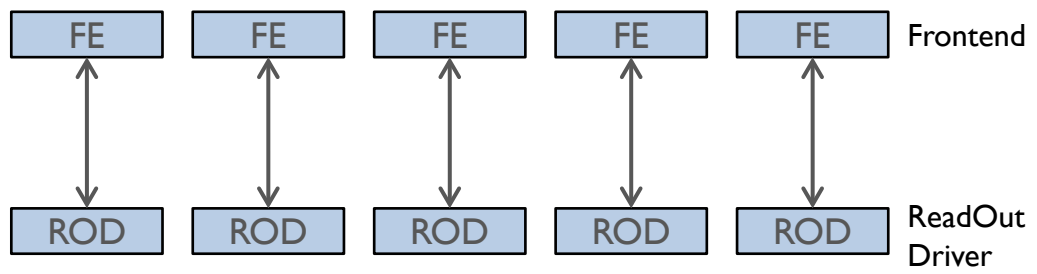 FE FE FE FE FE Frontend
ROD ROD ROD ROD ROD ReadOut
Driver